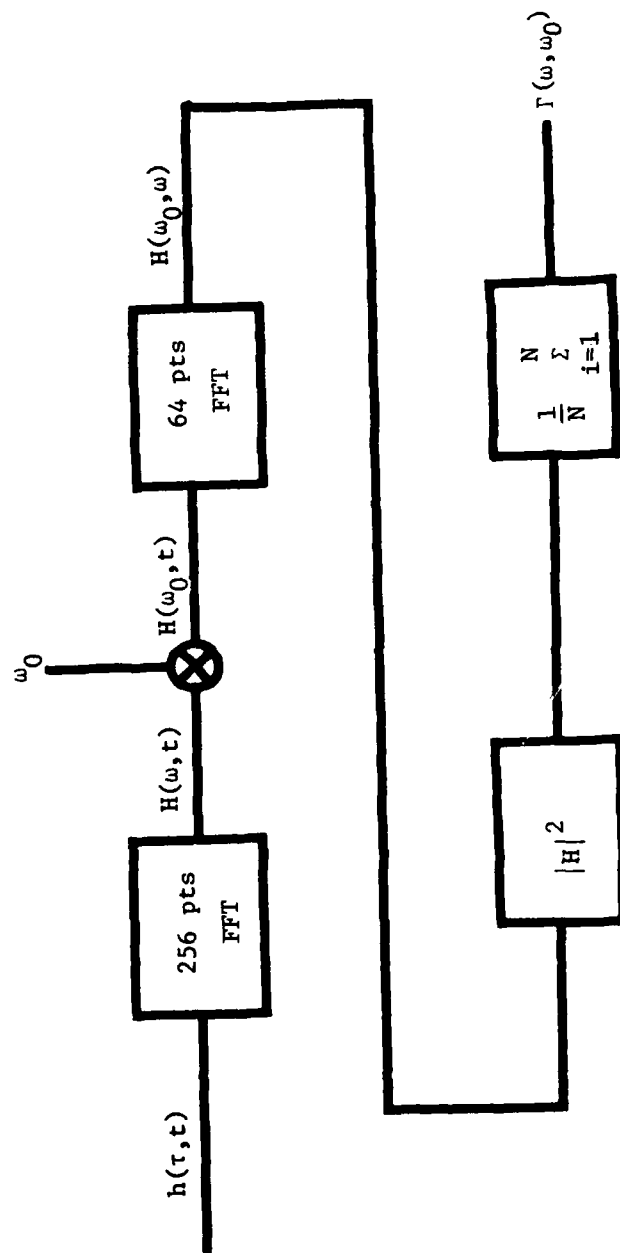 h(τ,t)
256 pts
FFT
H(ω,t)
ω₀
H(ω₀,t)
64 pts
FFT
H(ω₀,ω)
|H|²
1/N N Σ i=1
Γ(ω,ω₀)